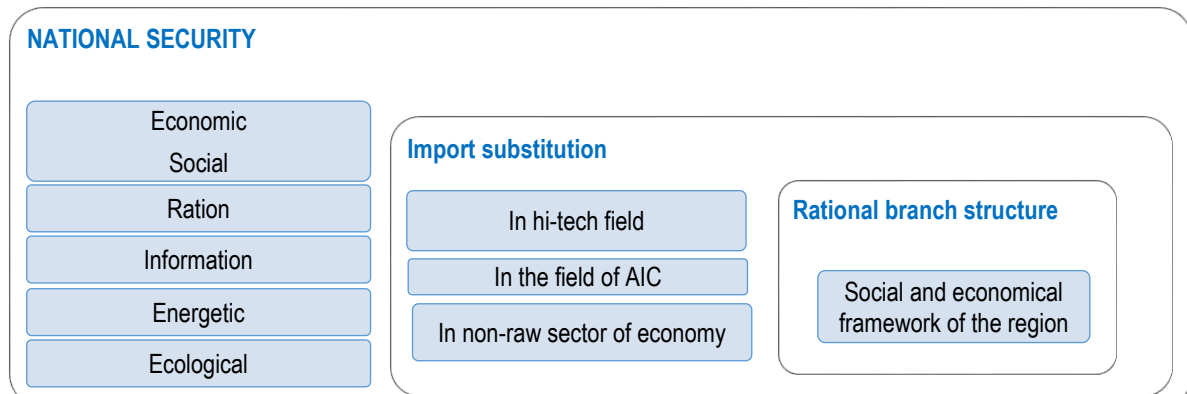 NATIONAL SECURITY
Economic
Social
Ration
Information
Energetic
Ecological
Import substitution
In hi-tech field
In the field of AIC
In non-raw sector of economy
Rational branch structure
Social and economical
framework of the region